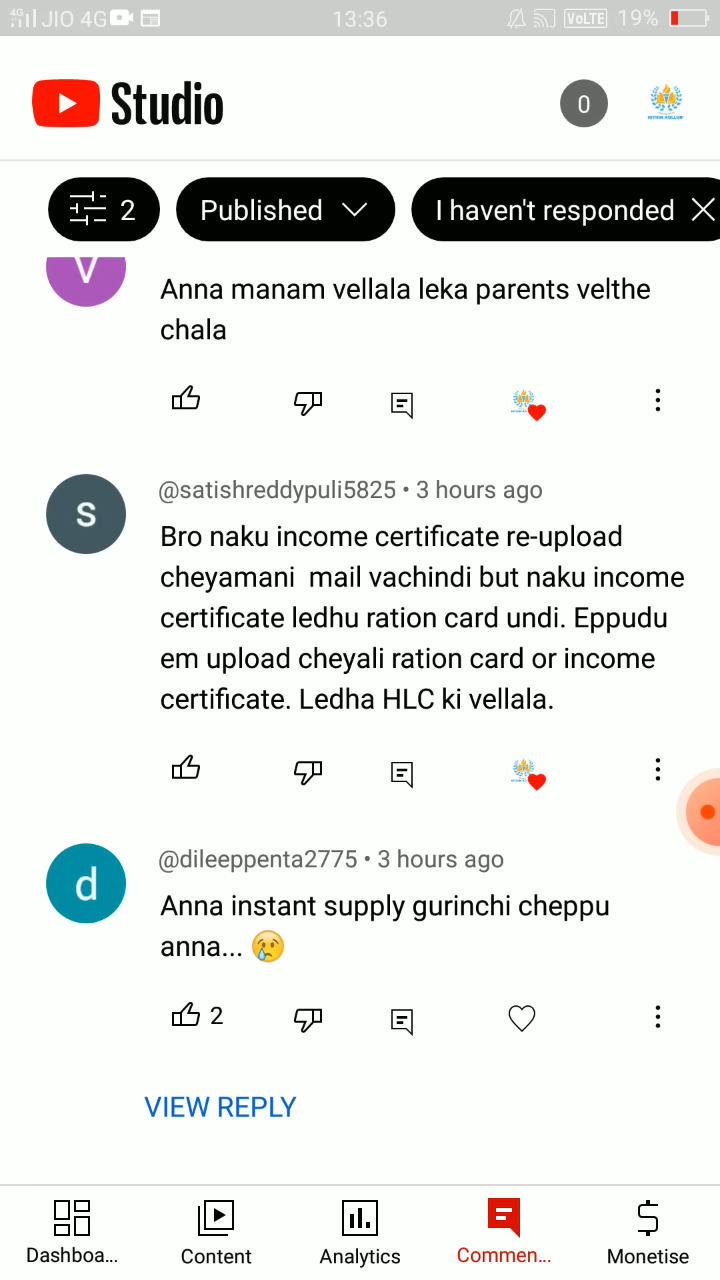 4G JIO 4G 13:36 VoLTE 19%
Studio
0
2 Published I haven't responded
V
Anna manam vellala leka parents velthe
chala
@satishreddypuli5825 • 3 hours ago
s
Bro naku income certificate re-upload
cheyamani mail vachindi but naku income
certificate ledhu ration card undi. Eppudu
em upload cheyali ration card or income
certificate. Ledha HLC ki vellala.
@dileeppenta2775 • 3 hours ago
d
Anna instant supply gurinchi cheppu
anna... 😢
2
VIEW REPLY
Dashboa... Content Analytics Commen... Monetise